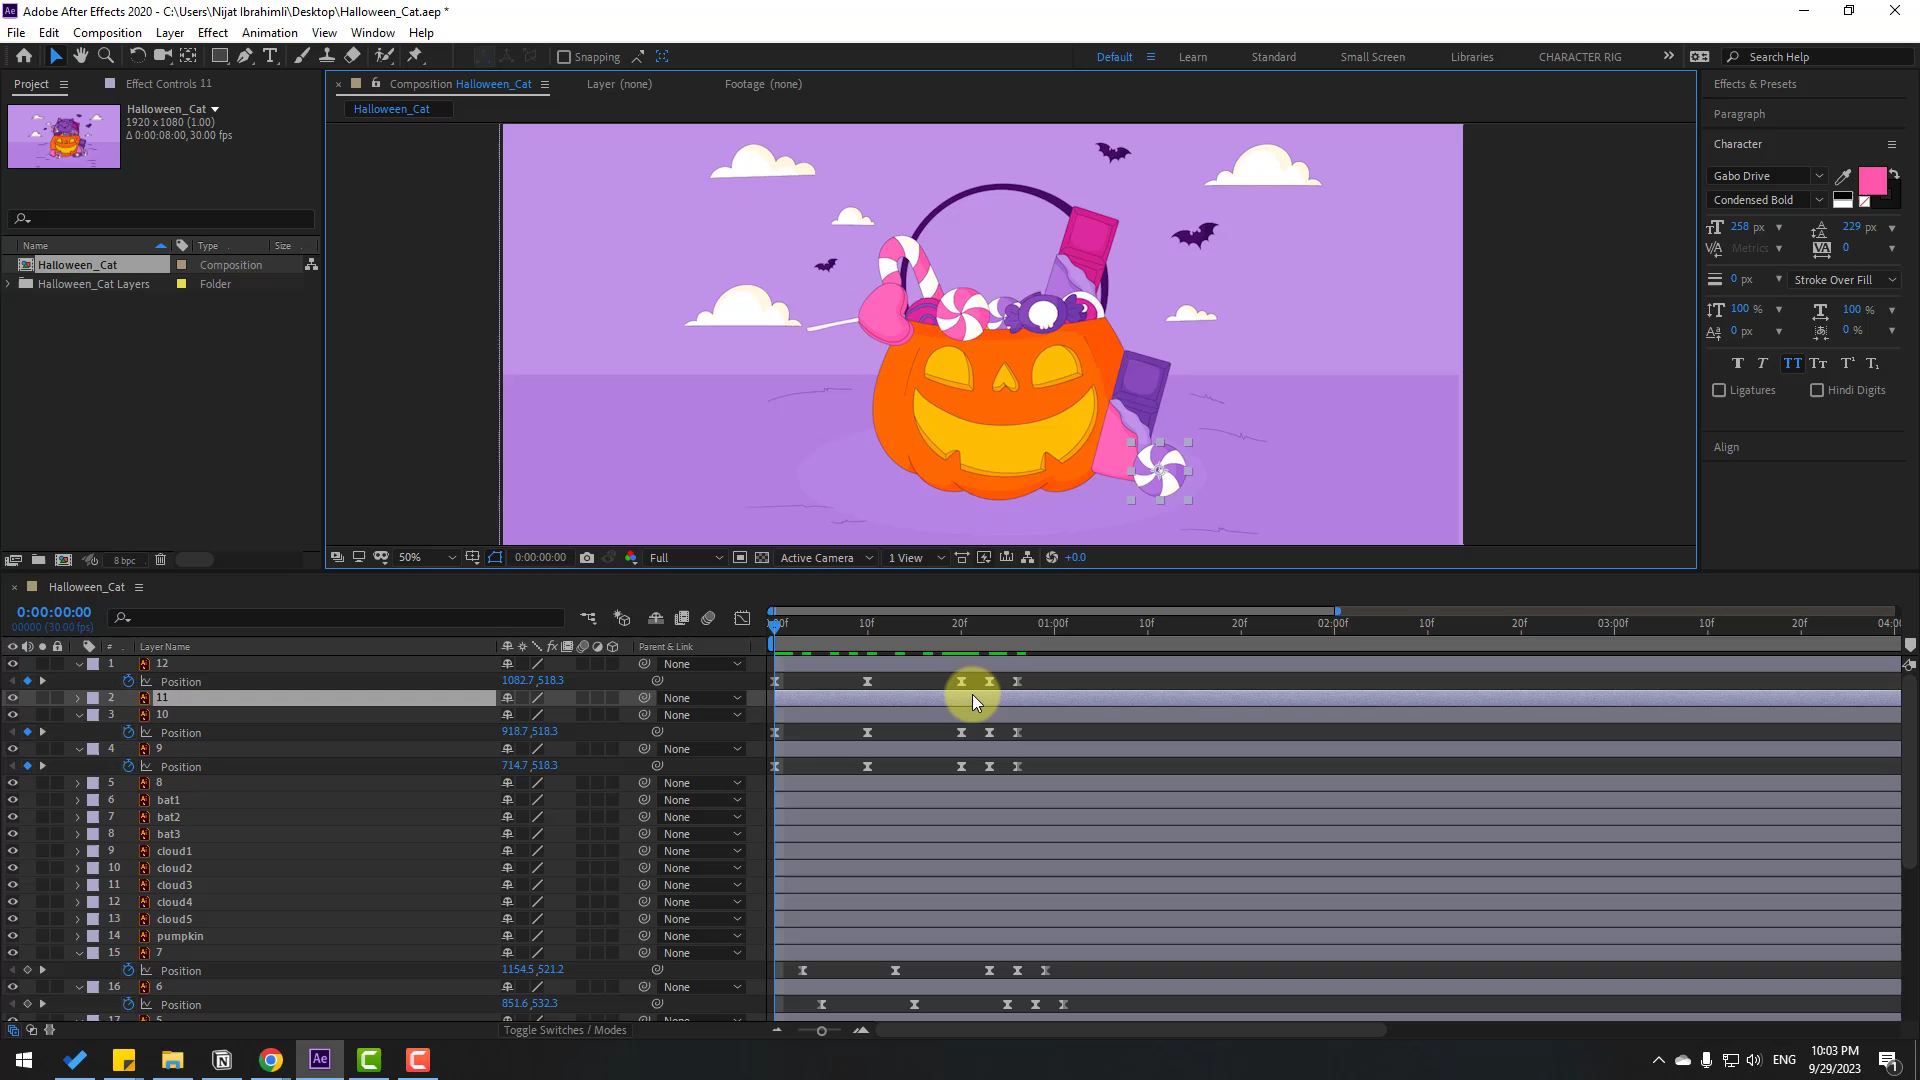 Adobe After Effects 2020 - C:\Users\Nijat Ibrahimli\Desktop\Halloween_Cat.aep *
File Edit Composition Layer Effect Animation View Window Help
Snapping
Default Learn Standard Small Screen Libraries CHARACTER RIG Search Help
Project Effect Controls 11
Composition Halloween_Cat Layer (none) Footage (none)
Effects & Presets
Halloween_Cat
1920 x 1080 (1.00)
Δ 0:00:08:00, 30.00 fps
Halloween_Cat
Paragraph
Character
Gabo Drive
Condensed Bold
258 px 229 px
Metrics 0
0 px Stroke Over Fill
100 % 100 %
0 px 0 %
Ligatures Hindi Digits
Align
Name Type Size
Halloween_Cat Composition
Halloween_Cat Layers Folder
8 bpc
50% 0:00:00:00 Full Active Camera 1 View +0.0
Halloween_Cat
0:00:00:00
00000 (30.00 fps)
10f 20f 01:00f 10f 20f 02:00f 10f 20f 03:00f 10f 20f 04:0
# Layer Name Parent & Link
1 12 None
Position 1082.7,518.3
2 11 None
3 10 None
Position 918.7,518.3
4 9 None
Position 714.7,518.3
5 8 None
6 bat1 None
7 bat2 None
8 bat3 None
9 cloud1 None
10 cloud2 None
11 cloud3 None
12 cloud4 None
13 cloud5 None
14 pumpkin None
15 7 None
Position 1154.5,521.2
16 6 None
Position 851.6,532.3
Toggle Switches / Modes
ENG
10:03 PM
9/29/2023
1